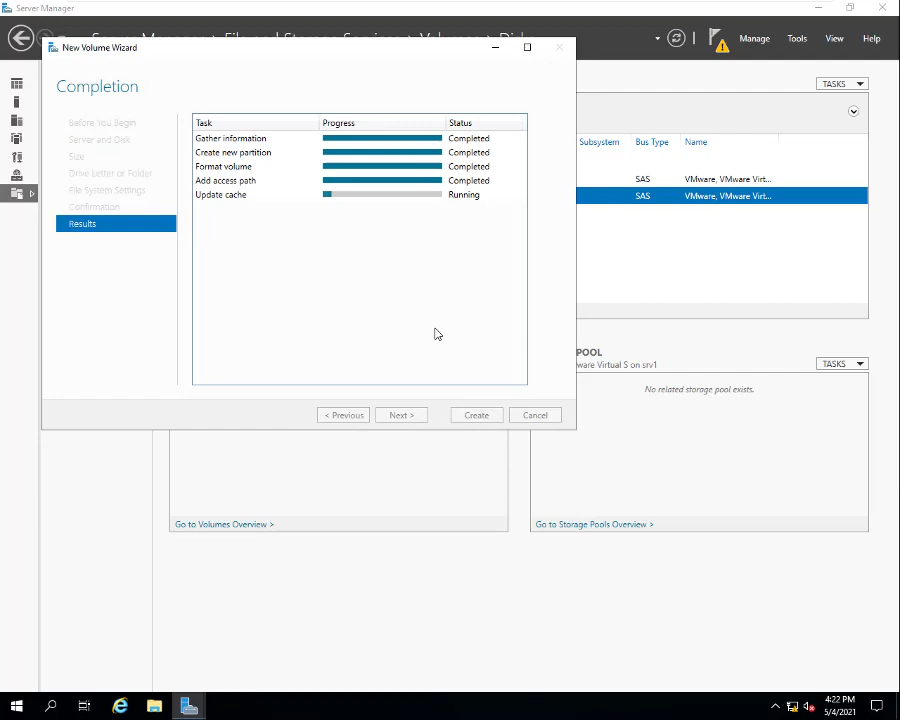 Server Manager
New Volume Wizard
Manage
Tools
View
Help
Completion
Before You Begin
Server and Disk
Size
Drive Letter or Folder
File System Settings
Confirmation
Results
Task Progress Status
Gather information Completed
Create new partition Completed
Format volume Completed
Add access path Completed
Update cache Running
< Previous
Next >
Create
Cancel
TASKS
Subsystem Bus Type Name
SAS VMware, VMware Virt...
SAS VMware, VMware Virt...
POOL
ware Virtual S on srv1
TASKS
No related storage pool exists.
Go to Volumes Overview >
Go to Storage Pools Overview >
4:22 PM
5/4/2021